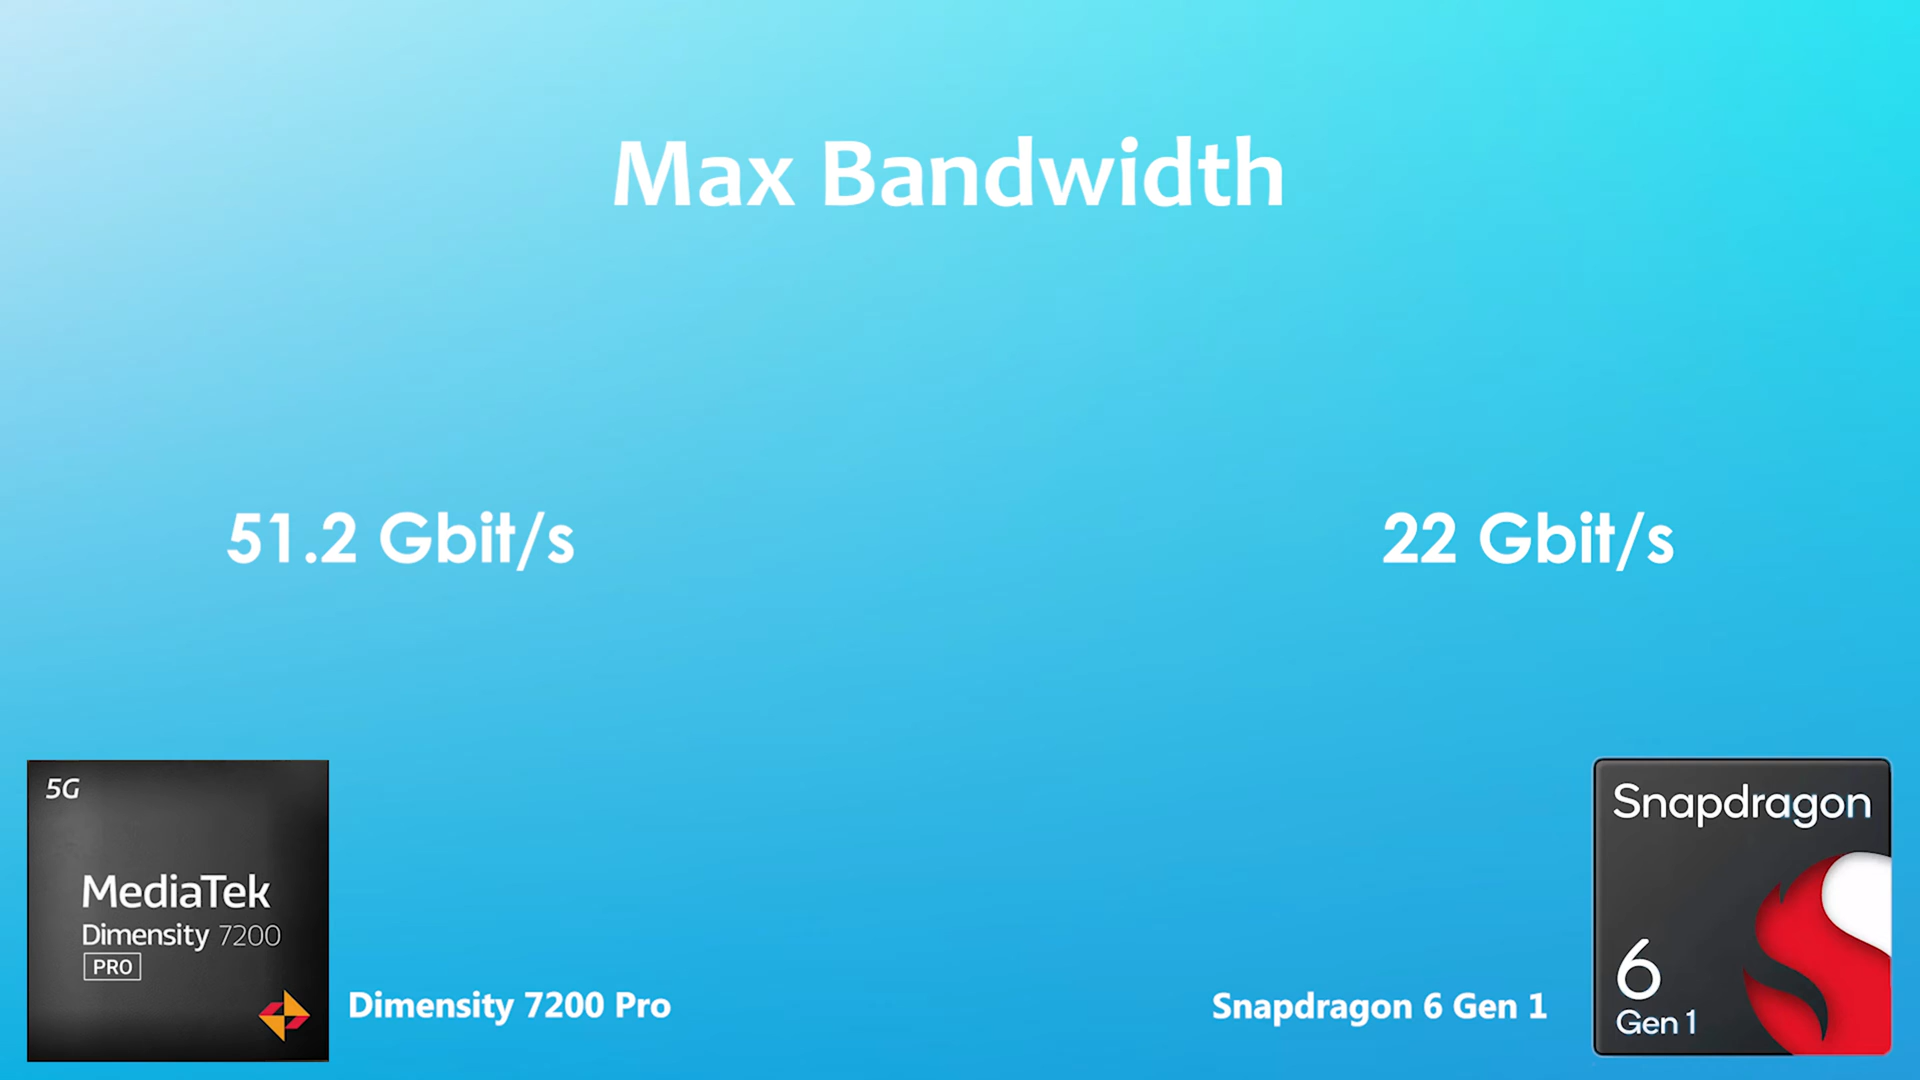 Max Bandwidth
51.2 Gbit/s
22 Gbit/s
5G
MediaTek
Dimensity 7200
PRO
Dimensity 7200 Pro
Snapdragon 6 Gen 1
Snapdragon
6
Gen 1